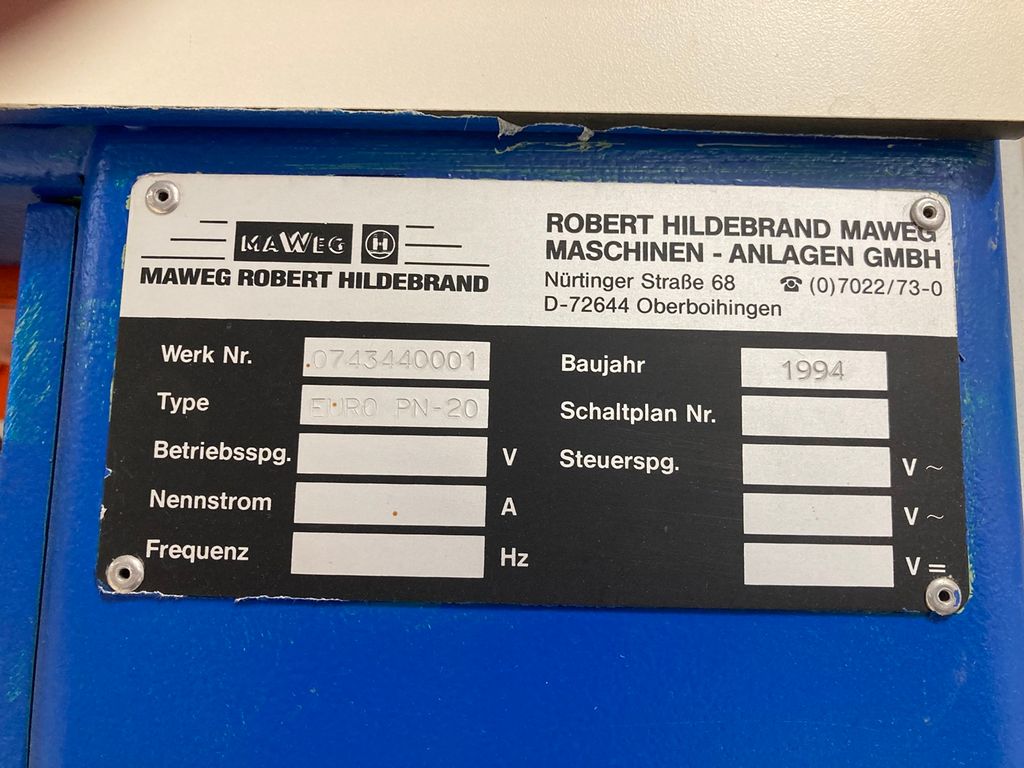 MAWEG H
MAWEG ROBERT HILDEBRAND
ROBERT HILDEBRAND MAWEG
MASCHINEN - ANLAGEN GMBH
Nürtinger Straße 68 ☎ (0)7022/73-0
D-72644 Oberboihingen
Werk Nr. 0743440001
Type EURO PN-20
Betriebsspg. V
Nennstrom A
Frequenz Hz
Baujahr 1994
Schaltplan Nr.
Steuerspg. V ~
V ~
V =